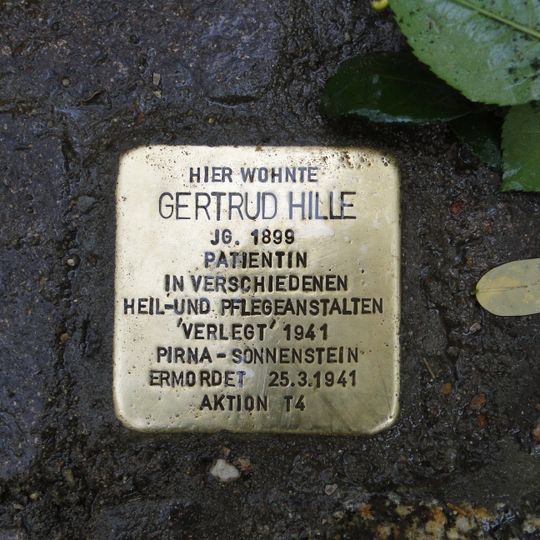 HIER WOHNTE
GERTRUD HILLE
JG. 1899
PATIENTIN
IN VERSCHIEDENEN
HEIL-UND PFLEGEANSTALTEN
'VERLEGT' 1941
PIRNA-SONNENSTEIN
ERMORDET 25.3.1941
AKTION T4